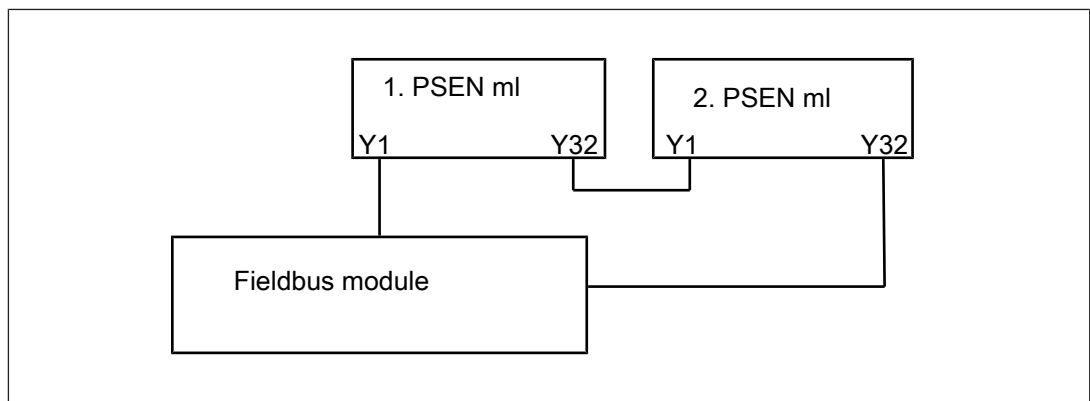 1. PSEN ml
Y1 Y32
2. PSEN ml
Y1 Y32
Fieldbus module